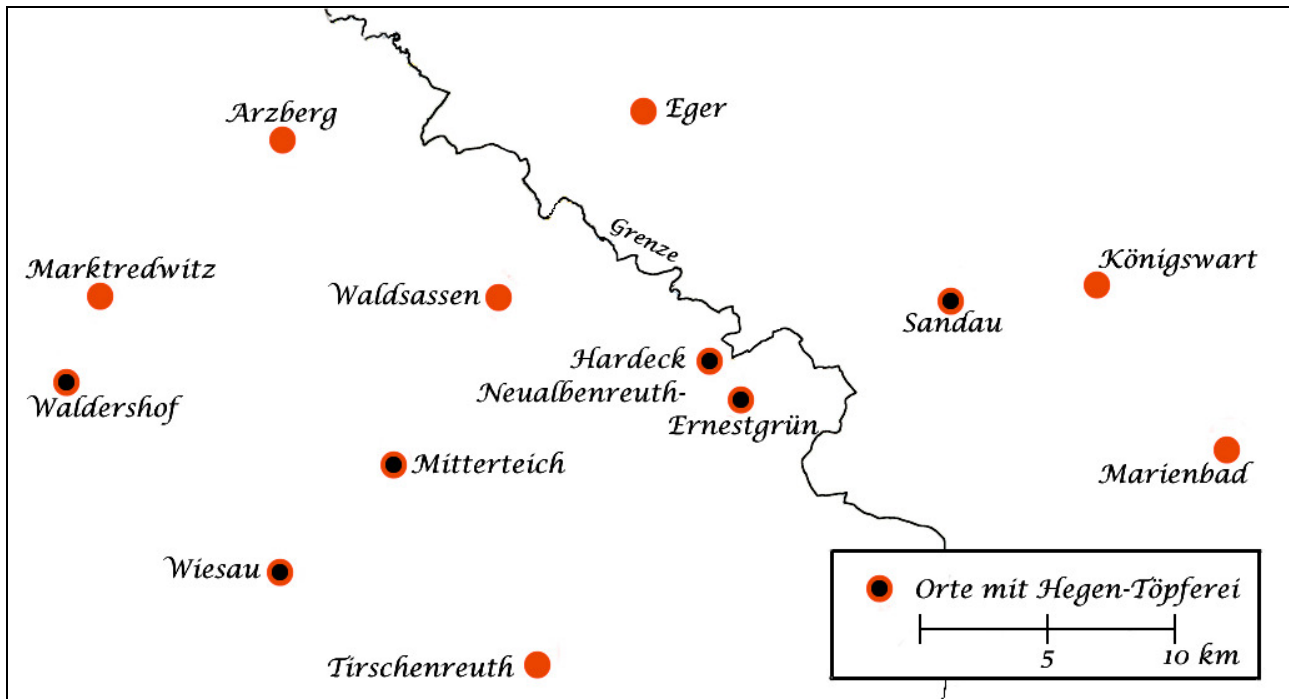 Eger
Arzberg
Grenze
Königswart
Marktredwitz
Waldsassen
Sandau
Hardeck
Neualbenreuth-
Ernestgrün
Waldershof
Mitterteich
Marienbad
Wiesau
Orte mit Hegen-Töpferei
5 10 km
Tirschenreuth